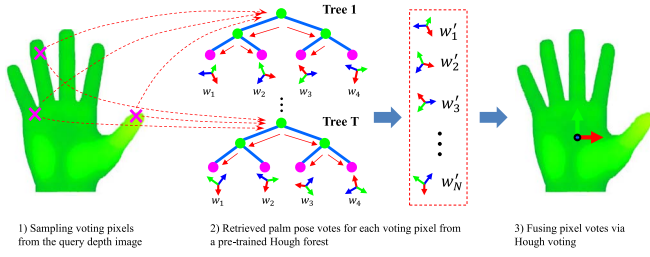 Tree 1
w₁ w₂ w₃ w₄
Tree T
w₁ w₂ w₃ w₄
w′₁
w′₂
w′₃
w′N
1) Sampling voting pixels
from the query depth image
2) Retrieved palm pose votes for each voting pixel from
a pre-trained Hough forest
3) Fusing pixel votes via
Hough voting